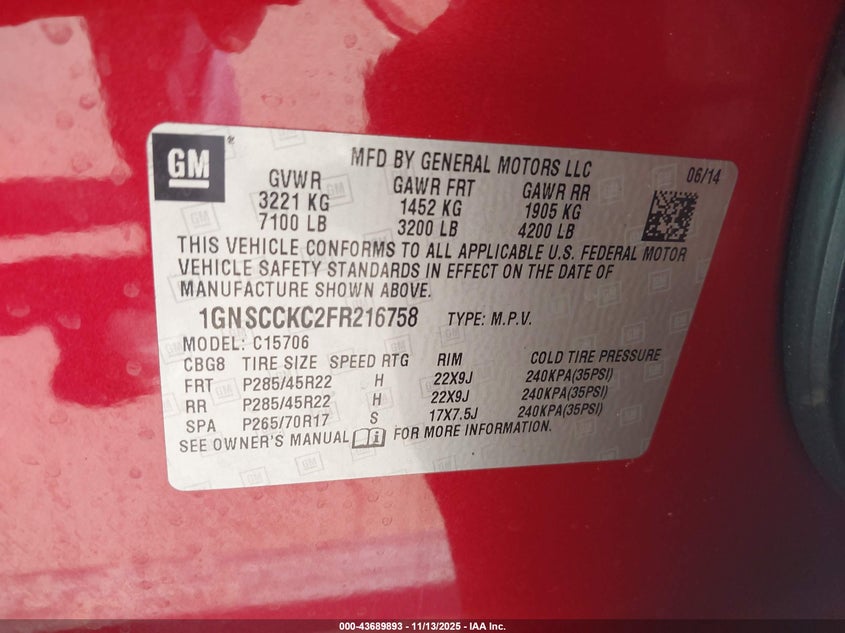 GM ® MFD BY GENERAL MOTORS LLC 06/14
GVWR GAWR FRT GAWR RR
3221 KG 1452 KG 1905 KG
7100 LB 3200 LB 4200 LB
THIS VEHICLE CONFORMS TO ALL APPLICABLE U.S. FEDERAL MOTOR
VEHICLE SAFETY STANDARDS IN EFFECT ON THE DATE OF
MANUFACTURE SHOWN ABOVE.
1GNSCCKC2FR216758 TYPE: M.P.V.
MODEL: C15706
CBG8 TIRE SIZE SPEED RTG RIM COLD TIRE PRESSURE
FRT P285/45R22 H 22X9J 240KPA(35PSI)
RR P285/45R22 H 22X9J 240KPA(35PSI)
SPA P265/70R17 S 17X7.5J 240KPA(35PSI)
SEE OWNER'S MANUAL i FOR MORE INFORMATION.
000-43689893 - 11/13/2025 - IAA Inc.